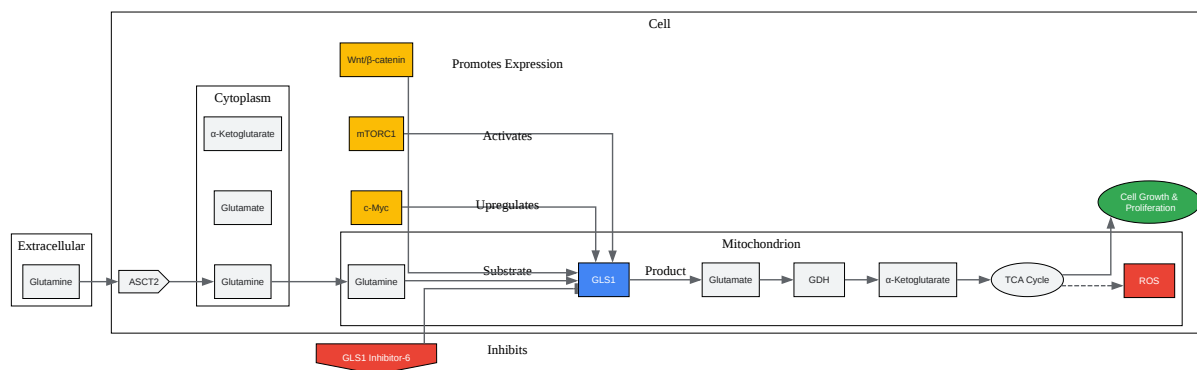 Cell
Wnt/β-catenin
Promotes Expression
Cytoplasm
α-Ketoglutarate
mTORC1
Activates
Glutamate
c-Myc
Upregulates
Cell Growth &
Proliferation
Extracellular
Mitochondrion
Glutamine
ASCT2
Glutamine
Glutamine
Substrate
GLS1
Product
Glutamate
GDH
α-Ketoglutarate
TCA Cycle
ROS
GLS1 Inhibitor-6
Inhibits